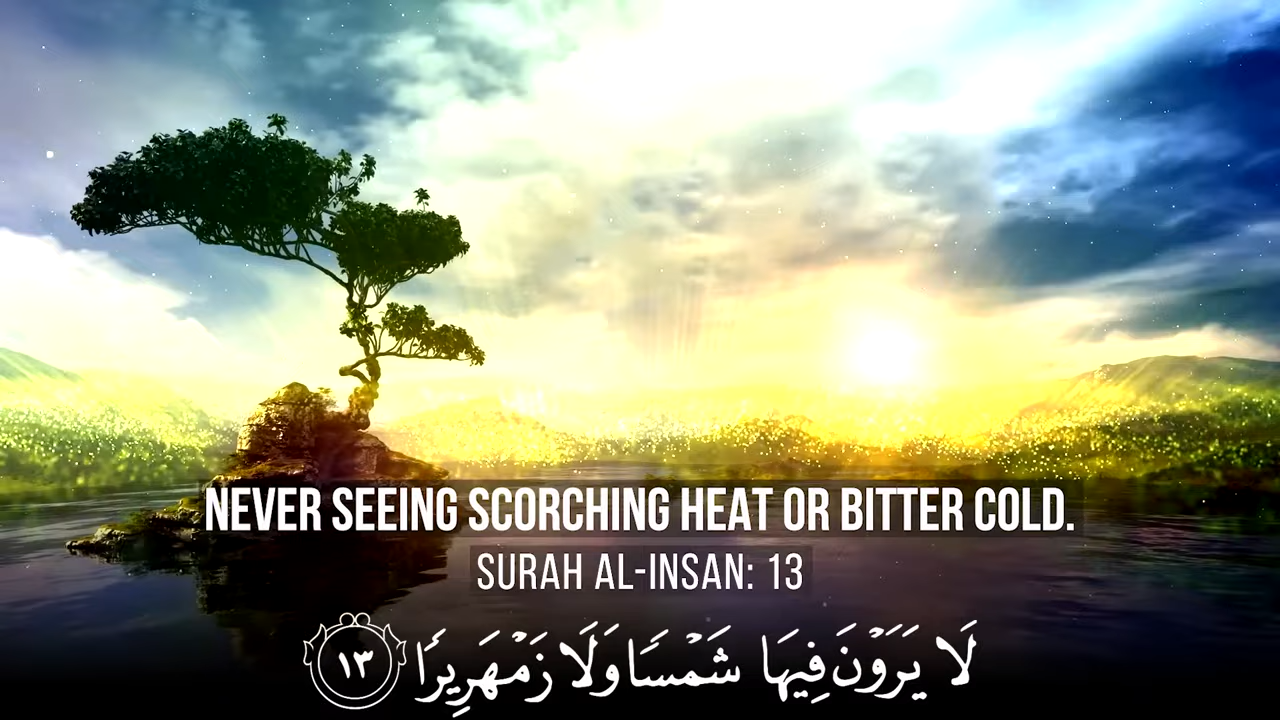 NEVER SEEING SCORCHING HEAT OR BITTER COLD.
SURAH AL-INSAN: 13
لَا يَرَوْنَ فِيهَا شَمْسًا وَلَا زَمْهَرِيرًا ١٣